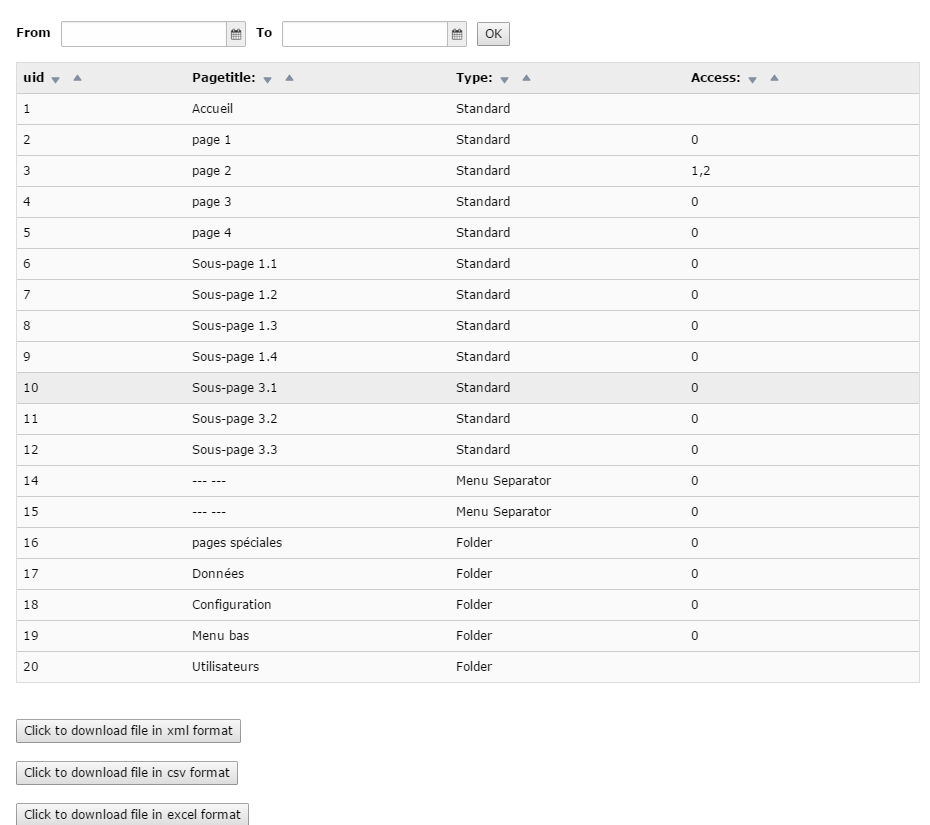 From To OK
uid Pagetitle: Type: Access:
1 Accueil Standard
2 page 1 Standard 0
3 page 2 Standard 1,2
4 page 3 Standard 0
5 page 4 Standard 0
6 Sous-page 1.1 Standard 0
7 Sous-page 1.2 Standard 0
8 Sous-page 1.3 Standard 0
9 Sous-page 1.4 Standard 0
10 Sous-page 3.1 Standard 0
11 Sous-page 3.2 Standard 0
12 Sous-page 3.3 Standard 0
14 --- --- Menu Separator 0
15 --- --- Menu Separator 0
16 pages spéciales Folder 0
17 Données Folder 0
18 Configuration Folder 0
19 Menu bas Folder 0
20 Utilisateurs Folder
Click to download file in xml format
Click to download file in csv format
Click to download file in excel format